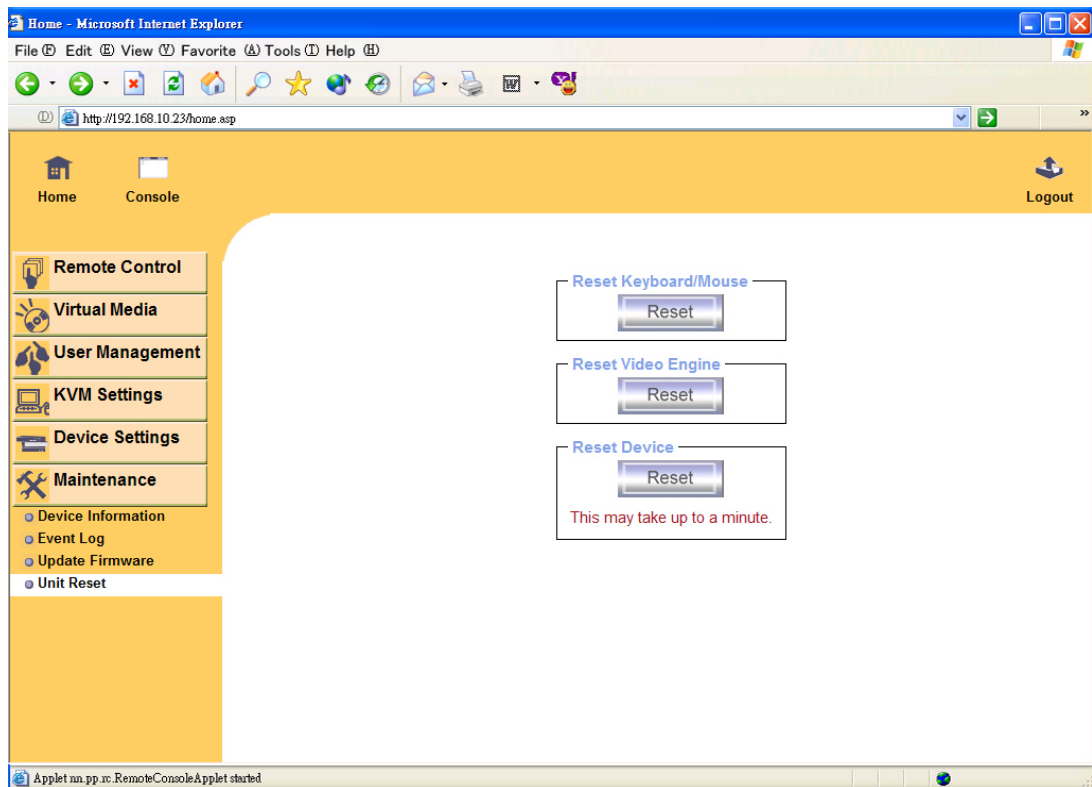 Home - Microsoft Internet Explorer
File (F) Edit (E) View (V) Favorite (A) Tools (T) Help (H)
(D) http://192.168.10.23/home.asp »
Home Console Logout
Remote Control
Virtual Media
User Management
KVM Settings
Device Settings
Maintenance
Device Information
Event Log
Update Firmware
Unit Reset
Reset Keyboard/Mouse
Reset
Reset Video Engine
Reset
Reset Device
Reset
This may take up to a minute.
Applet nn.pp.rc.RemoteConsoleApplet started